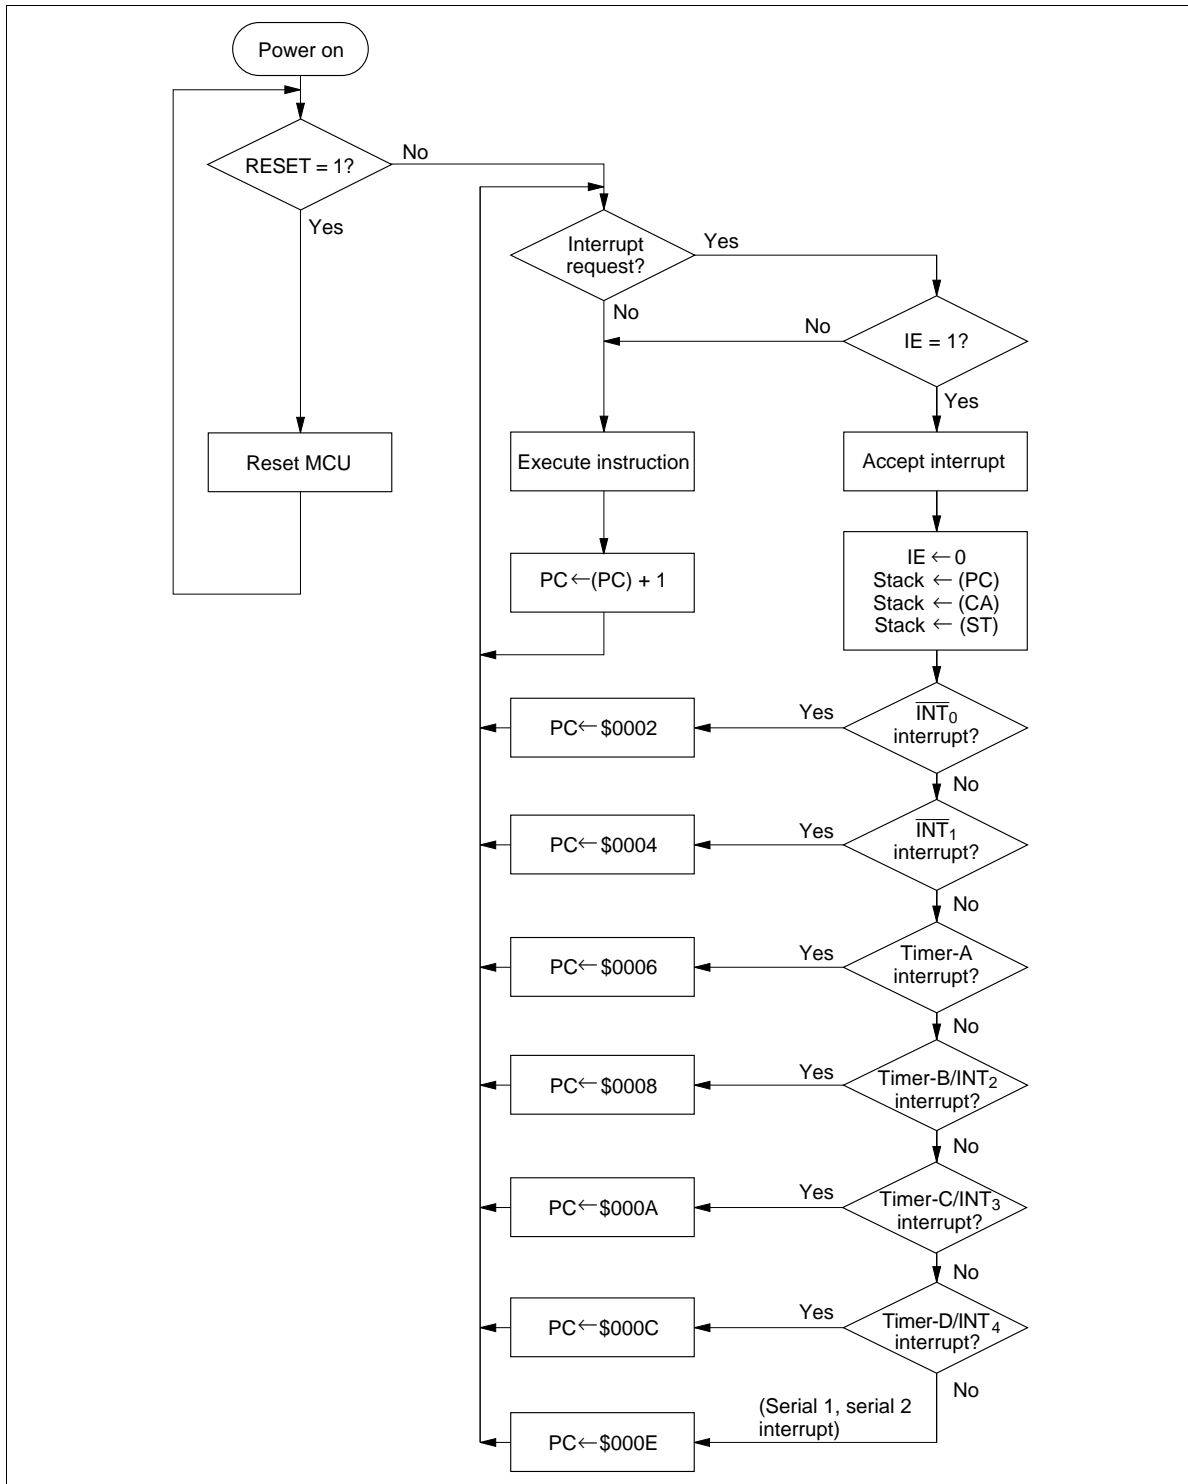 Power on
RESET = 1?
No
Yes
Interrupt
request?
Yes
No
No
IE = 1?
Yes
Reset MCU
Execute instruction
Accept interrupt
PC←(PC) + 1
IE ← 0
Stack ← (PC)
Stack ← (CA)
Stack ← (ST)
PC← $0002
Yes
I̅N̅T̅₀
interrupt?
No
PC← $0004
Yes
I̅N̅T̅₁
interrupt?
No
PC← $0006
Yes
Timer-A
interrupt?
No
PC← $0008
Yes
Timer-B/INT₂
interrupt?
No
PC← $000A
Yes
Timer-C/INT₃
interrupt?
No
PC← $000C
Yes
Timer-D/INT₄
interrupt?
No
(Serial 1, serial 2
interrupt)
PC← $000E